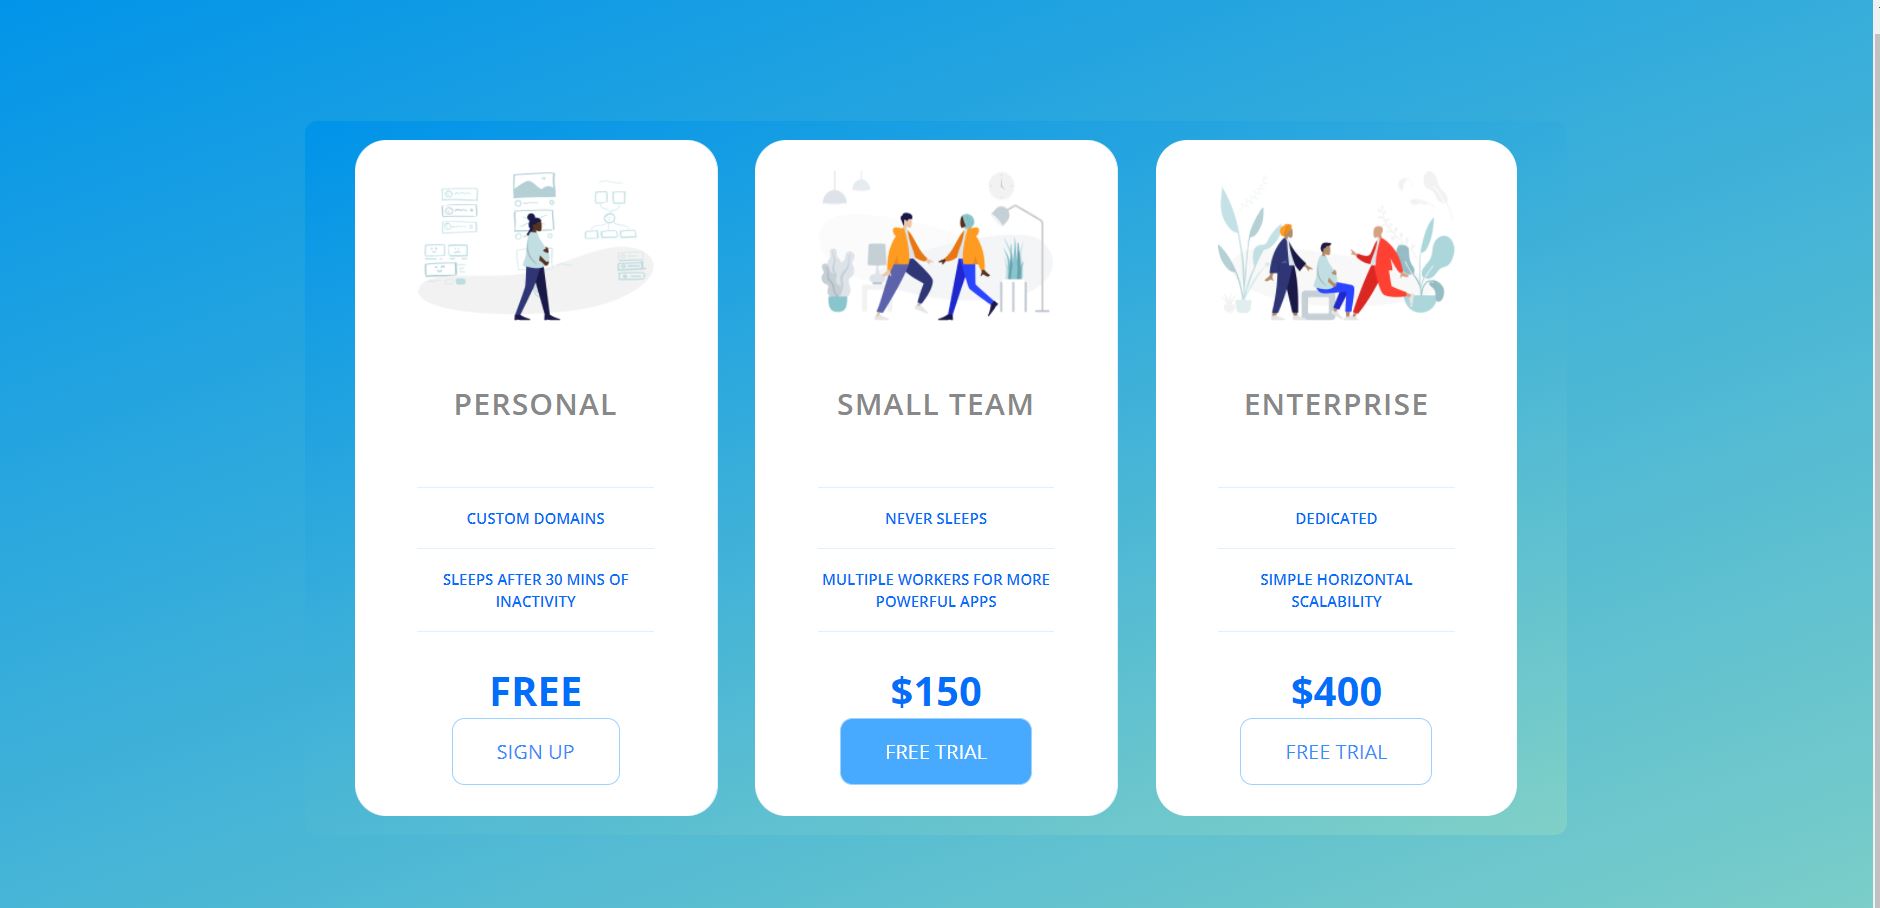 PERSONAL
CUSTOM DOMAINS
SLEEPS AFTER 30 MINS OF
INACTIVITY
FREE
SIGN UP
SMALL TEAM
NEVER SLEEPS
MULTIPLE WORKERS FOR MORE
POWERFUL APPS
$150
FREE TRIAL
ENTERPRISE
DEDICATED
SIMPLE HORIZONTAL
SCALABILITY
$400
FREE TRIAL